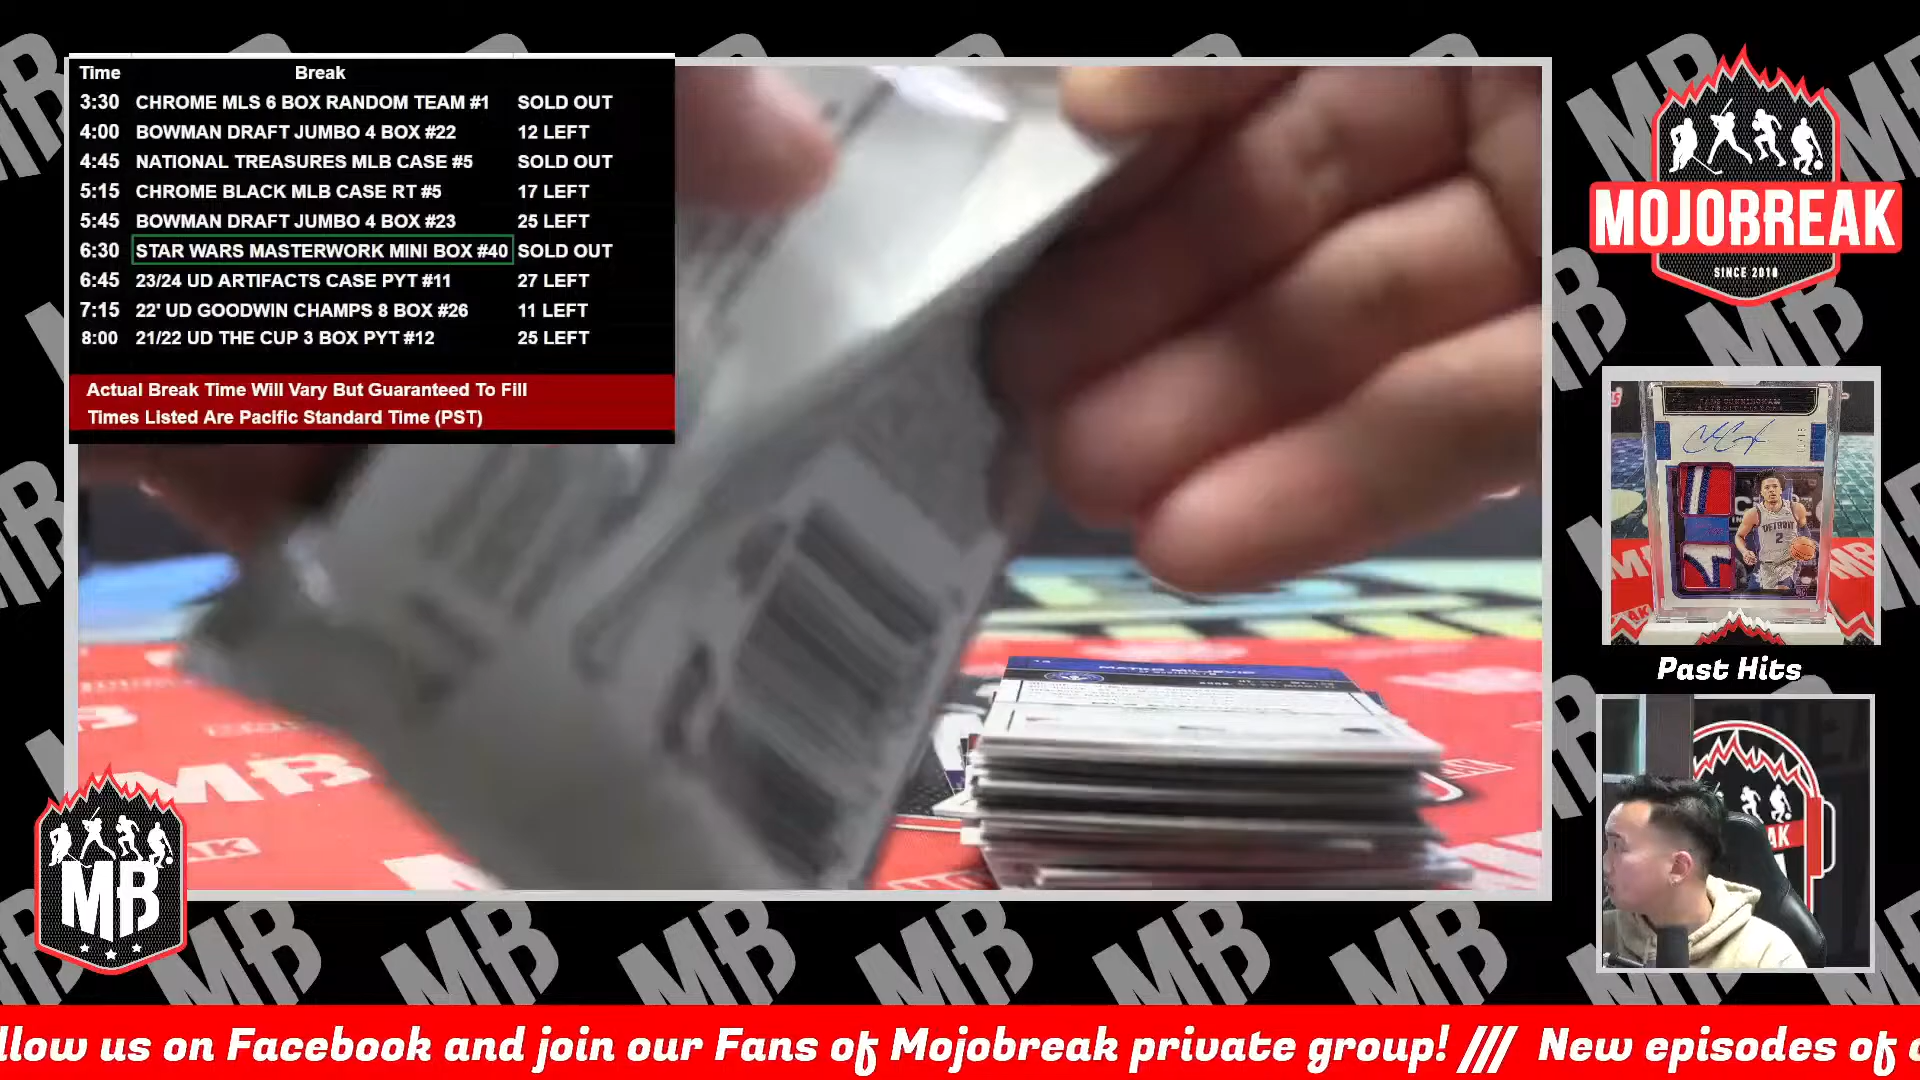 Time Break
3:30 CHROME MLS 6 BOX RANDOM TEAM #1 SOLD OUT
4:00 BOWMAN DRAFT JUMBO 4 BOX #22 12 LEFT
4:45 NATIONAL TREASURES MLB CASE #5 SOLD OUT
5:15 CHROME BLACK MLB CASE RT #5 17 LEFT
5:45 BOWMAN DRAFT JUMBO 4 BOX #23 25 LEFT
6:30 STAR WARS MASTERWORK MINI BOX #40 SOLD OUT
6:45 23/24 UD ARTIFACTS CASE PYT #11 27 LEFT
7:15 22' UD GOODWIN CHAMPS 8 BOX #26 11 LEFT
8:00 21/22 UD THE CUP 3 BOX PYT #12 25 LEFT
Actual Break Time Will Vary But Guaranteed To Fill
Times Listed Are Pacific Standard Time (PST)
MOJOBREAK
SINCE 2010
DETROIT
2
Past Hits
MB
llow us on Facebook and join our Fans of Mojobreak private group! /// New episodes of